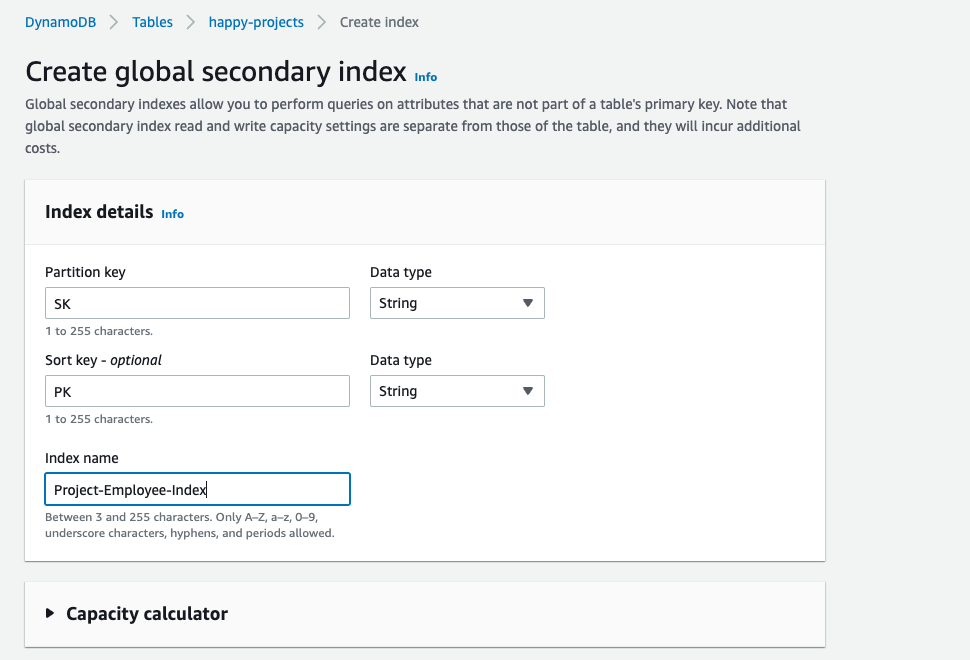 DynamoDB > Tables > happy-projects > Create index
Create global secondary index Info
Global secondary indexes allow you to perform queries on attributes that are not part of a table's primary key. Note that
global secondary index read and write capacity settings are separate from those of the table, and they will incur additional
costs.
Index details Info
Partition key Data type
SK String
1 to 255 characters.
Sort key - optional Data type
PK String
1 to 255 characters.
Index name
Project-Employee-Index
Between 3 and 255 characters. Only A–Z, a–z, 0–9,
underscore characters, hyphens, and periods allowed.
Capacity calculator